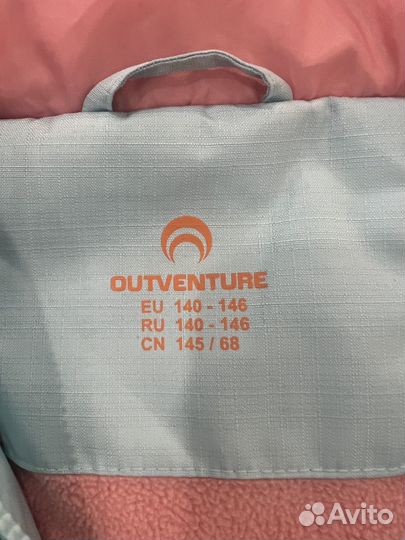 OUTVENTURE
EU 140 - 146
RU 140 - 146
CN 145 / 68
Avito